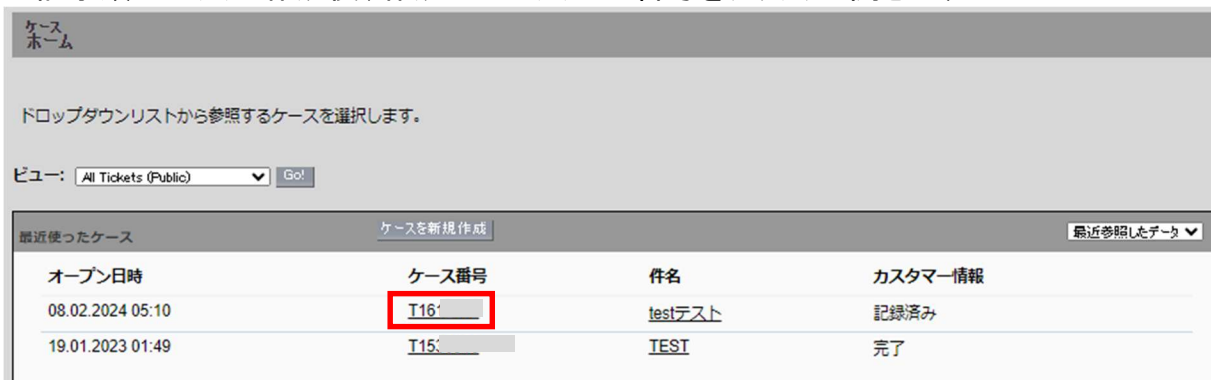 ケース
ホーム
ドロップダウンリストから参照するケースを選択します。
ビュー: All Tickets (Public) Go!
最近使ったケース ケースを新規作成 最近参照したデータ
オープン日時 ケース番号 件名 カスタマー情報
08.02.2024 05:10 T161 testテスト 記録済み
19.01.2023 01:49 T153 TEST 完了